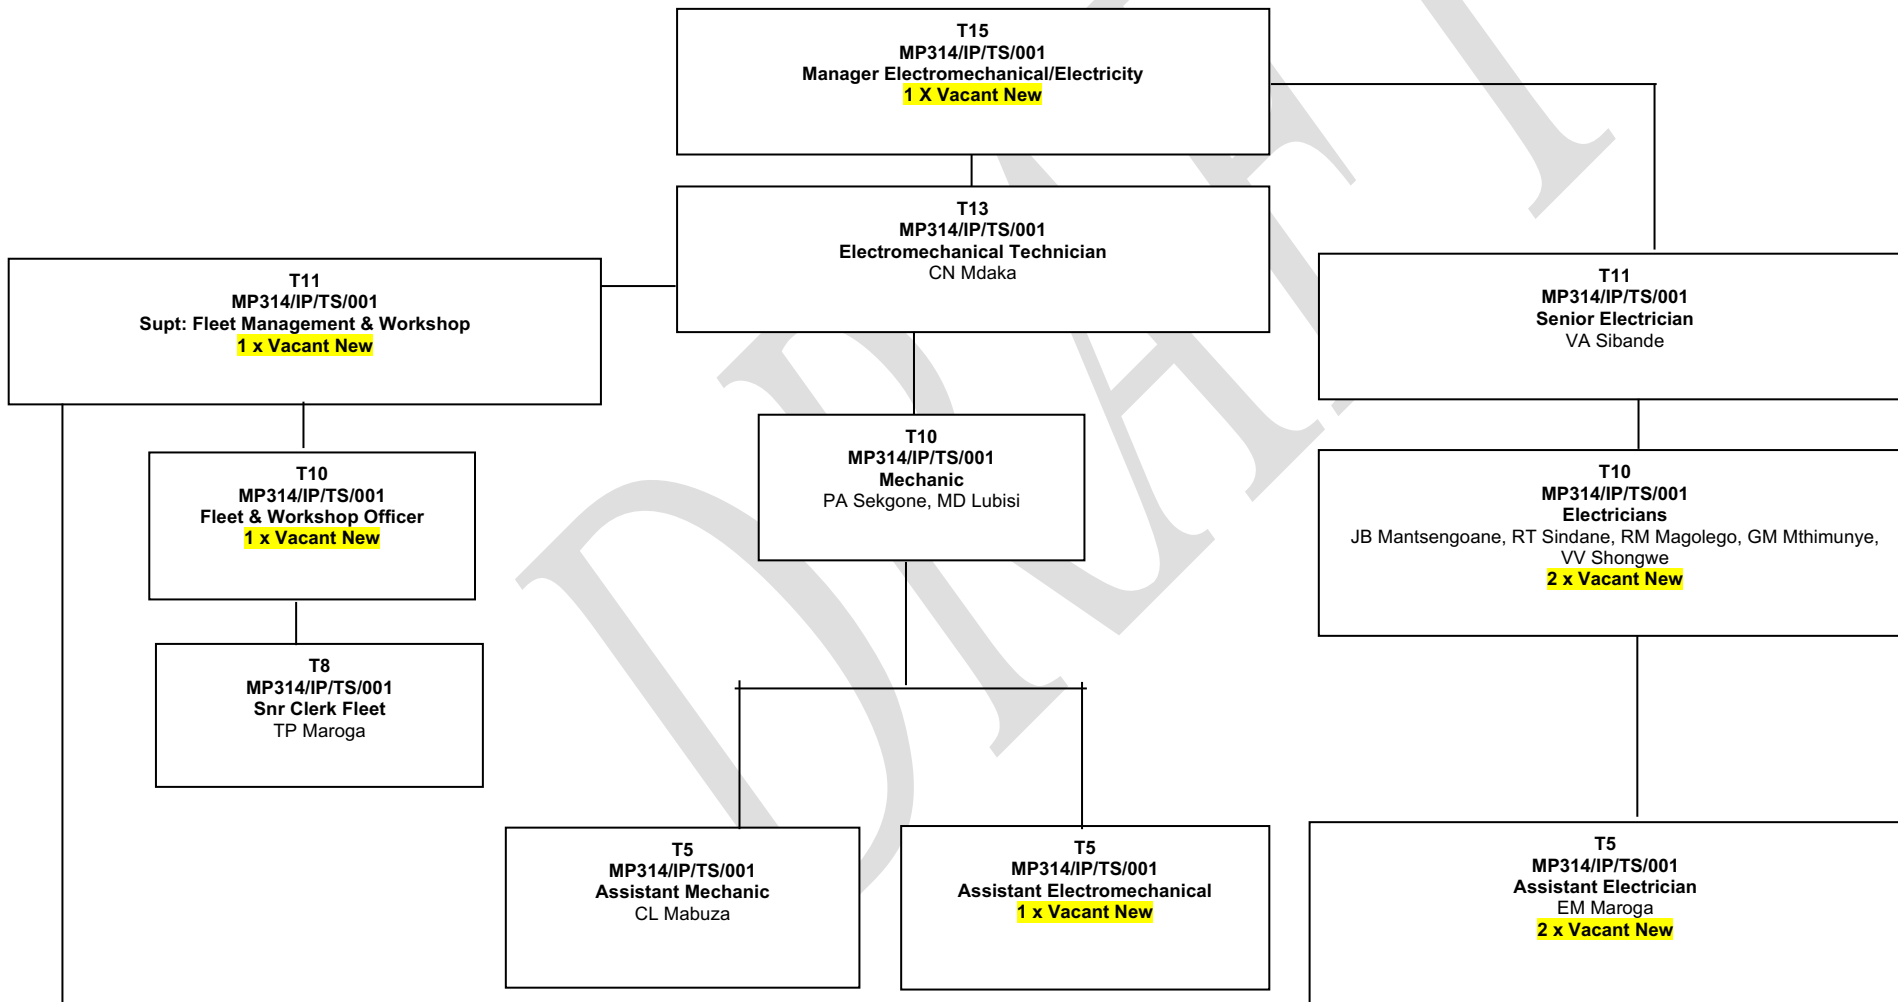 T15
MP314/IP/TS/001
Manager Electromechanical/Electricity
1 X Vacant New
T13
MP314/IP/TS/001
Electromechanical Technician
CN Mdaka
T11
MP314/IP/TS/001
Supt: Fleet Management & Workshop
1 x Vacant New
T11
MP314/IP/TS/001
Senior Electrician
VA Sibande
T10
MP314/IP/TS/001
Fleet & Workshop Officer
1 x Vacant New
T10
MP314/IP/TS/001
Mechanic
PA Sekgone, MD Lubisi
T10
MP314/IP/TS/001
Electricians
JB Mantsengoane, RT Sindane, RM Magolego, GM Mthimunye,
VV Shongwe
2 x Vacant New
T8
MP314/IP/TS/001
Snr Clerk Fleet
TP Maroga
T5
MP314/IP/TS/001
Assistant Mechanic
CL Mabuza
T5
MP314/IP/TS/001
Assistant Electromechanical
1 x Vacant New
T5
MP314/IP/TS/001
Assistant Electrician
EM Maroga
2 x Vacant New
DRAFT